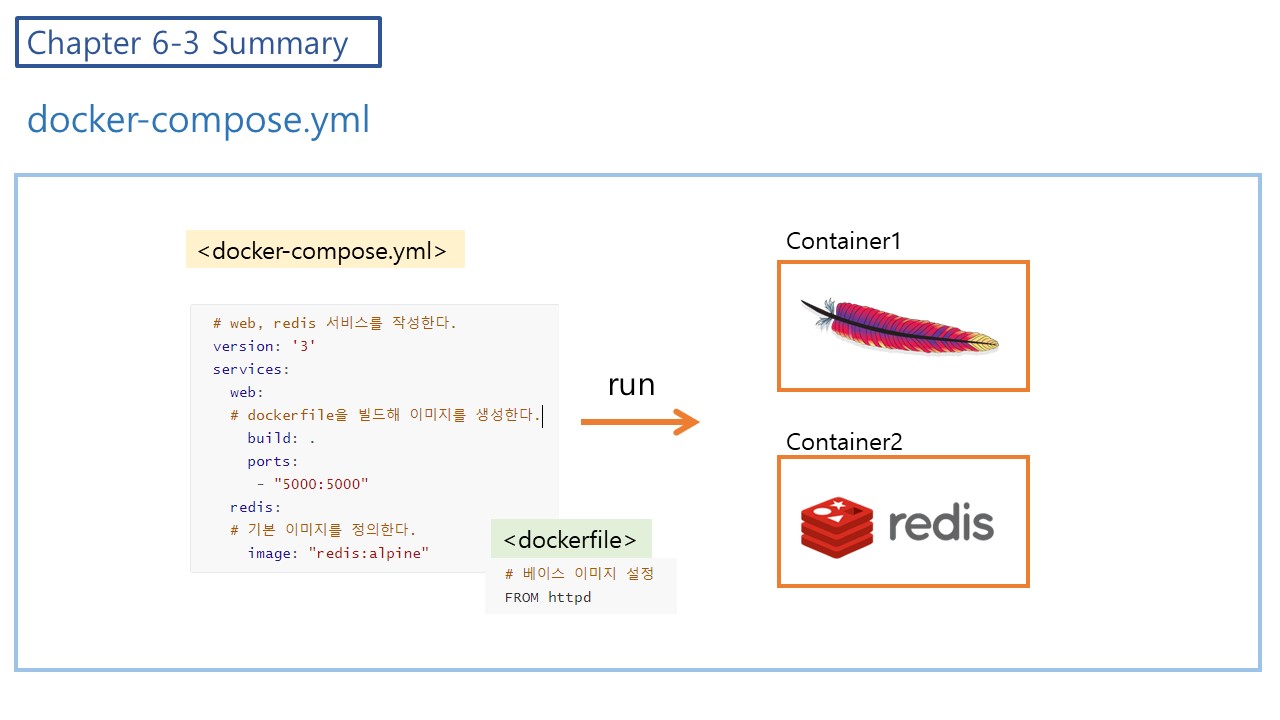 Chapter 6-3 Summary
docker-compose.yml
<docker-compose.yml>
# web, redis 서비스를 작성한다.
version: '3'
services:
web:
# dockerfile을 빌드해 이미지를 생성한다.
build: .
ports:
- "5000:5000"
redis:
# 기본 이미지를 정의한다.
image: "redis:alpine"
<dockerfile>
# 베이스 이미지 설정
FROM httpd
run
Container1
Container2
redis